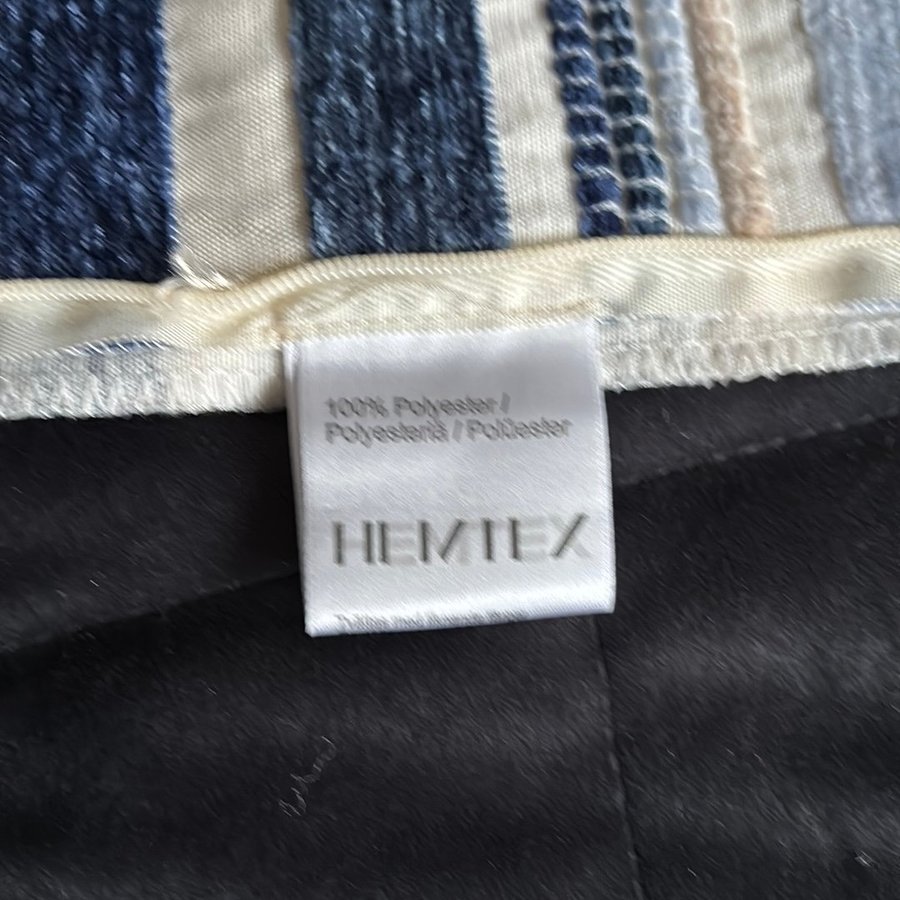 100% Polyester /
Polyesteriä / Polüester
HEMTEX